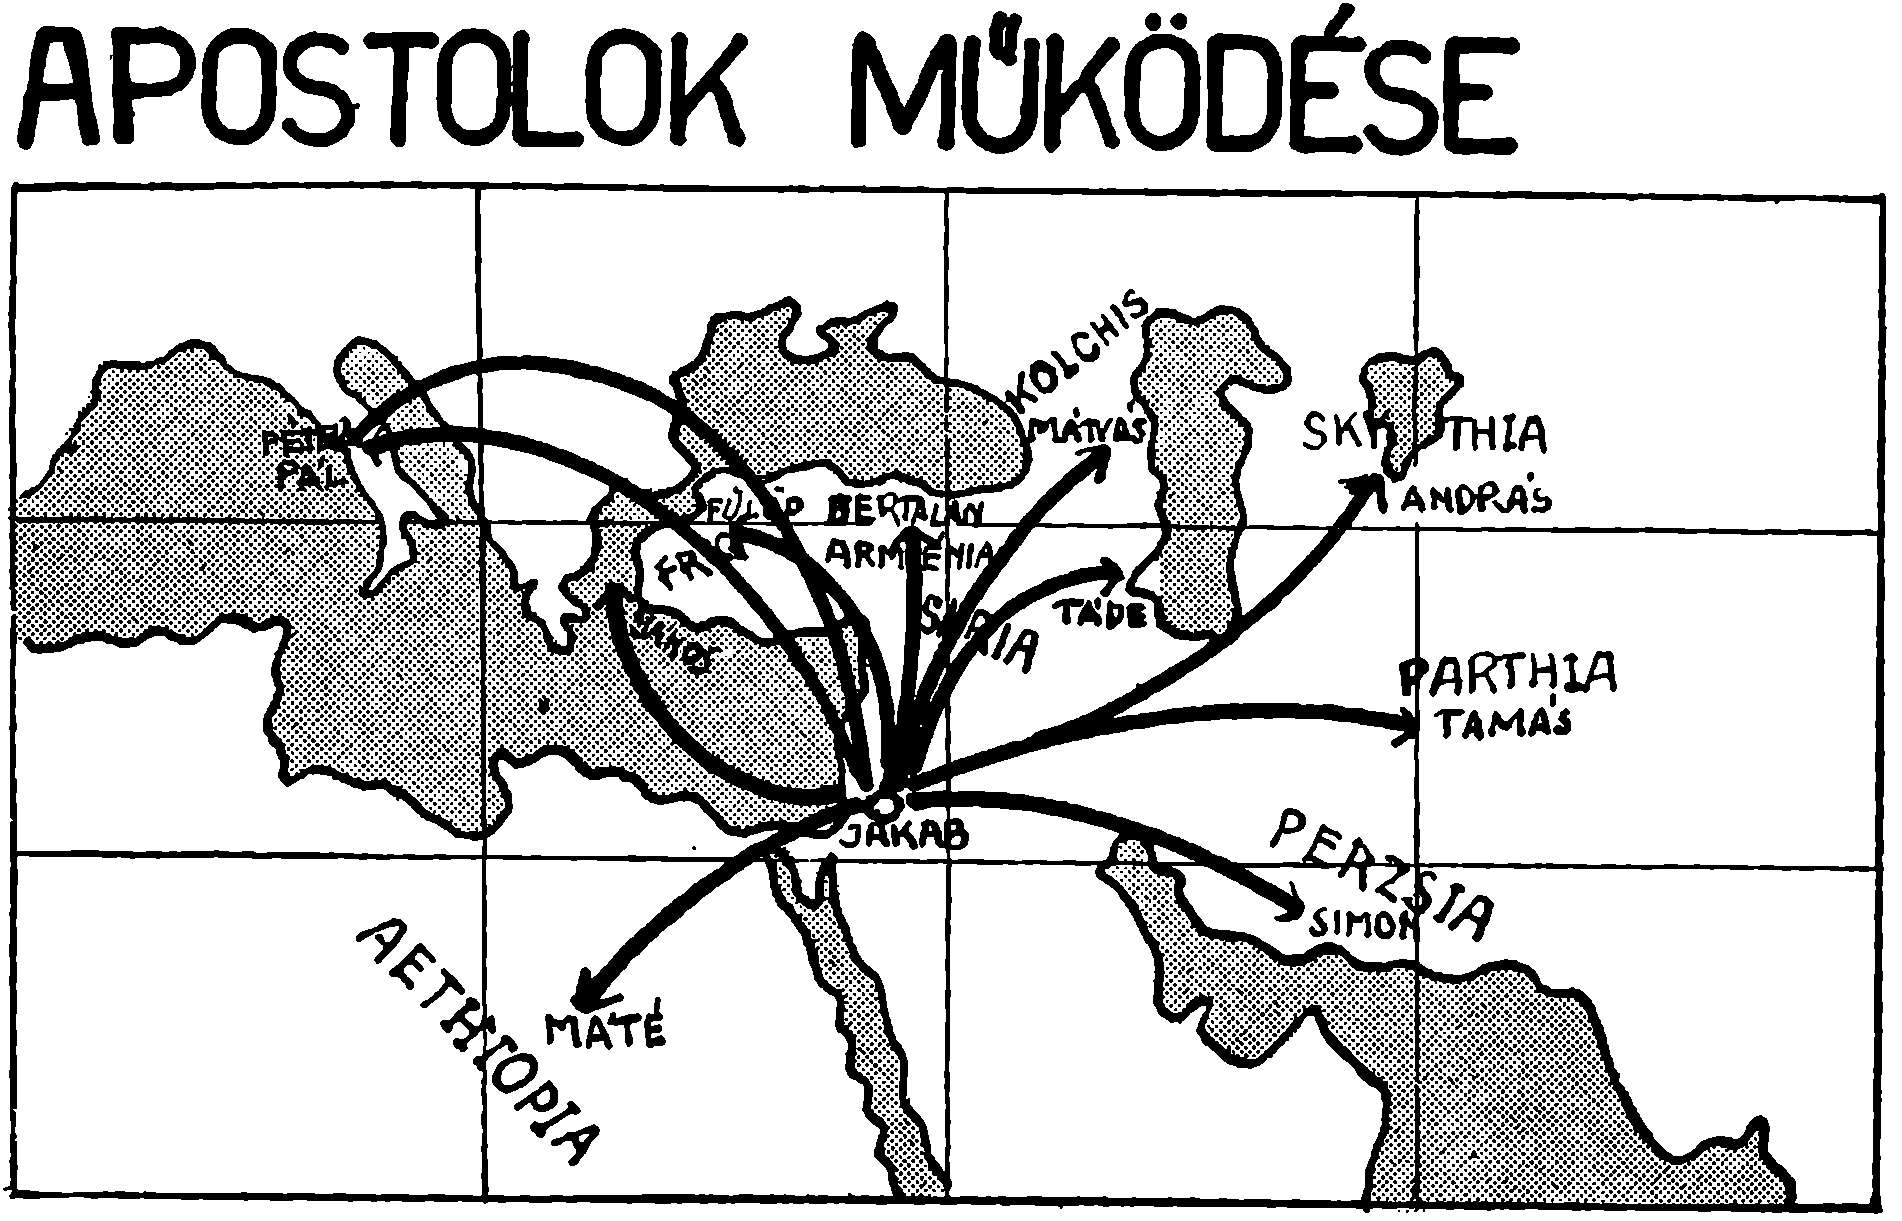 APOSTOLOK MŰKÖDÉSE
KOLCHIS
MÁTYÁS
SKYTHIA
ANDRÁS
PÉTER
PÁL
FÜLÖP
BERTALAN
ARMENIA
SYRIA
TÁDE
PARTHIA
TAMÁS
JAKAB
PERZSIA
SIMON
AETHIOPIA
MÁTÉ